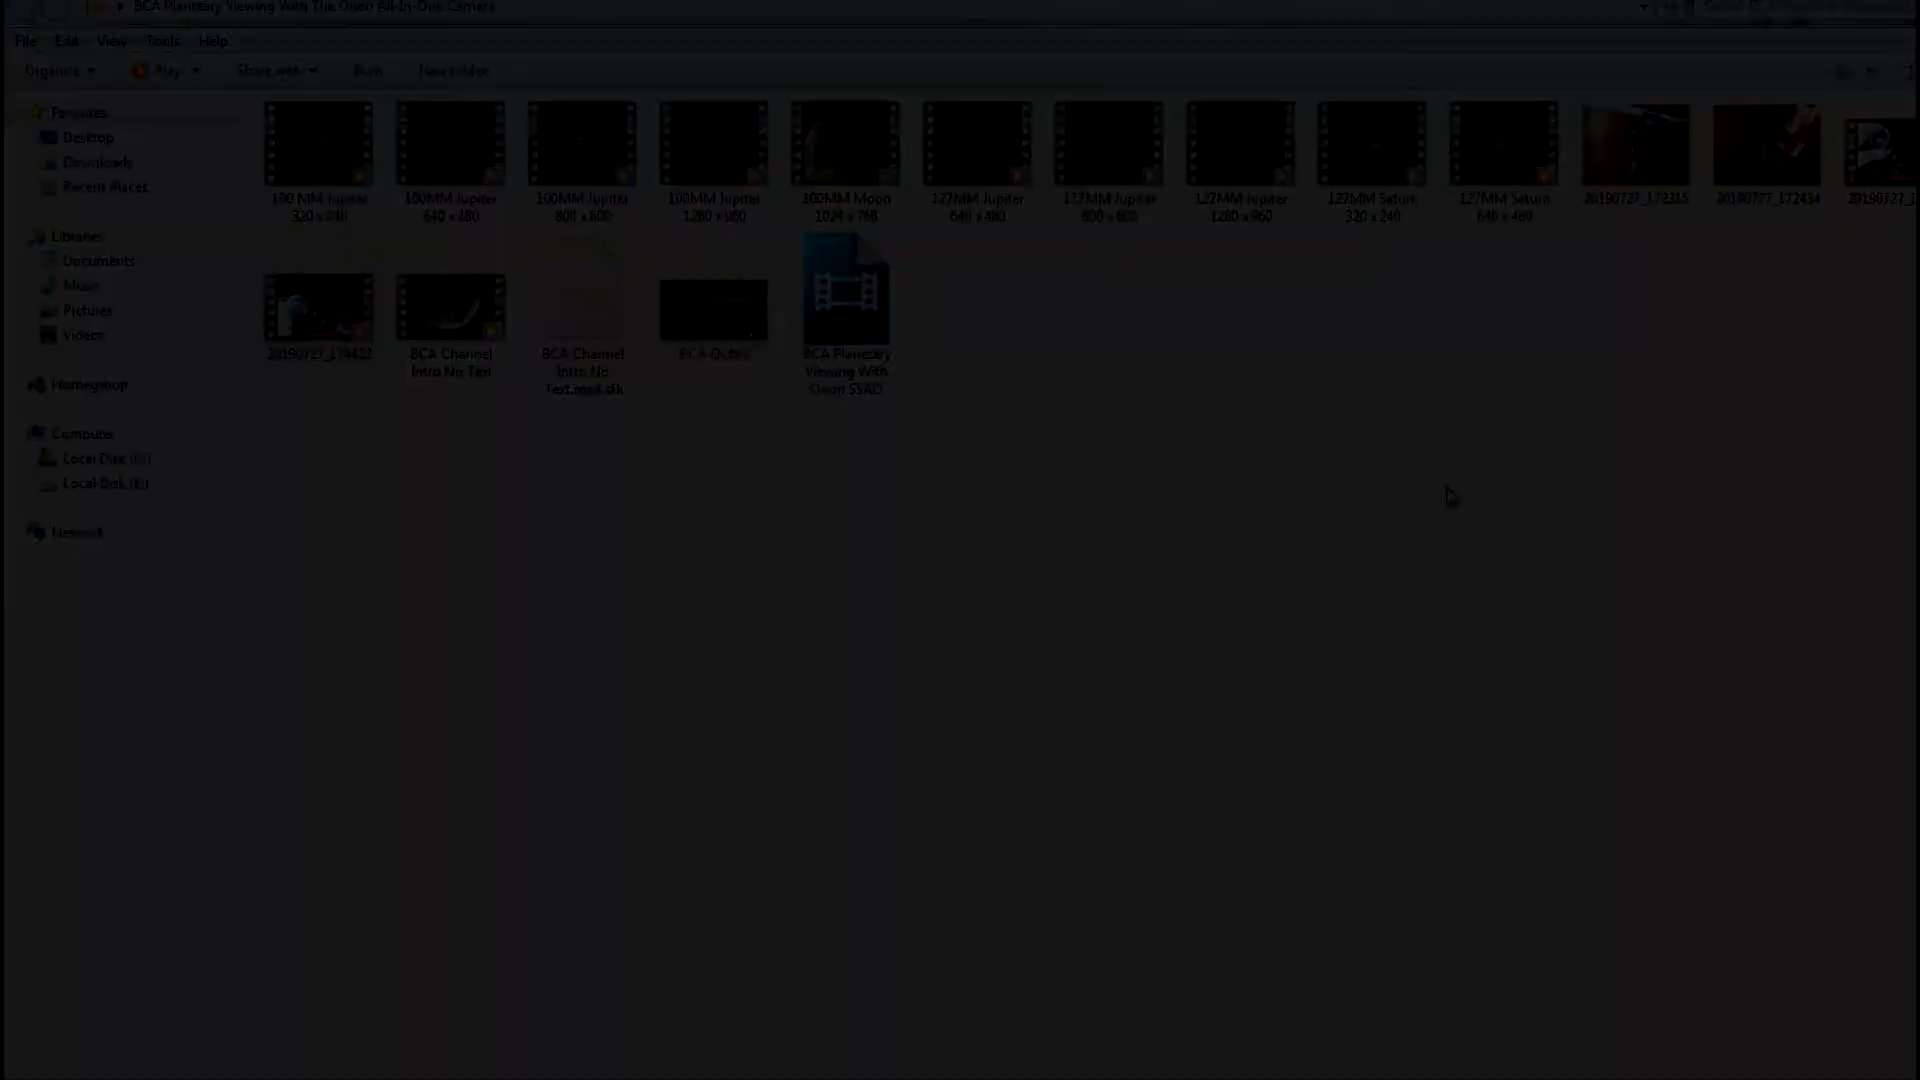 BCA Planetary Viewing With The Orion All-In-One Camera
File Edit View Tools Help
Organize Play Share with Burn New folder
Favorites
Desktop
Downloads
Recent Places
Libraries
Documents
Music
Pictures
Videos
Homegroup
Computer
Local Disk
Local Disk
Network
100 MM Jupiter
320 x 240
100MM Jupiter
640 x 480
100MM Jupiter
800 x 600
100MM Jupiter
1280 x 960
100MM Moon
1024 x 768
127MM Jupiter
640 x 480
127MM Jupiter
800 x 600
127MM Jupiter
1280 x 960
127MM Saturn
320 x 240
127MM Saturn
640 x 480
20190727_172315
20190727_172434
20190727_1
BCA Channel
Intro No Text
BCA Channel
Intro No
BCA Outro
BCA Planetary
Viewing With
Orion SSAO